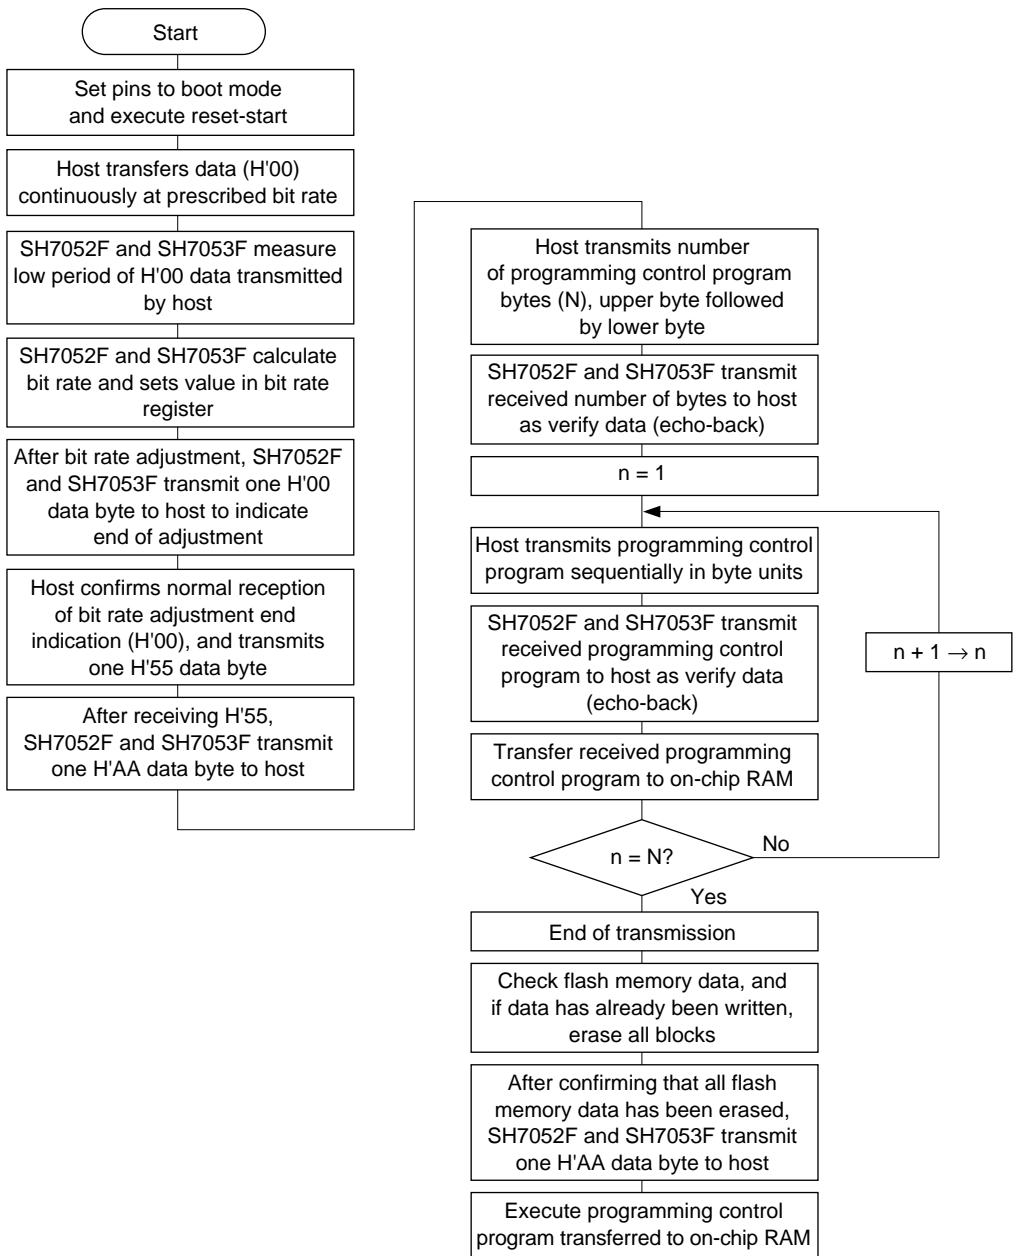 Start
Set pins to boot mode
and execute reset-start
Host transfers data (H'00)
continuously at prescribed bit rate
SH7052F and SH7053F measure
low period of H'00 data transmitted
by host
SH7052F and SH7053F calculate
bit rate and sets value in bit rate
register
After bit rate adjustment, SH7052F
and SH7053F transmit one H'00
data byte to host to indicate
end of adjustment
Host confirms normal reception
of bit rate adjustment end
indication (H'00), and transmits
one H'55 data byte
After receiving H'55,
SH7052F and SH7053F transmit
one H'AA data byte to host
Host transmits number
of programming control program
bytes (N), upper byte followed
by lower byte
SH7052F and SH7053F transmit
received number of bytes to host
as verify data (echo-back)
n = 1
Host transmits programming control
program sequentially in byte units
SH7052F and SH7053F transmit
received programming control
program to host as verify data
(echo-back)
n + 1 → n
Transfer received programming
control program to on-chip RAM
n = N?
No
Yes
End of transmission
Check flash memory data, and
if data has already been written,
erase all blocks
After confirming that all flash
memory data has been erased,
SH7052F and SH7053F transmit
one H'AA data byte to host
Execute programming control
program transferred to on-chip RAM